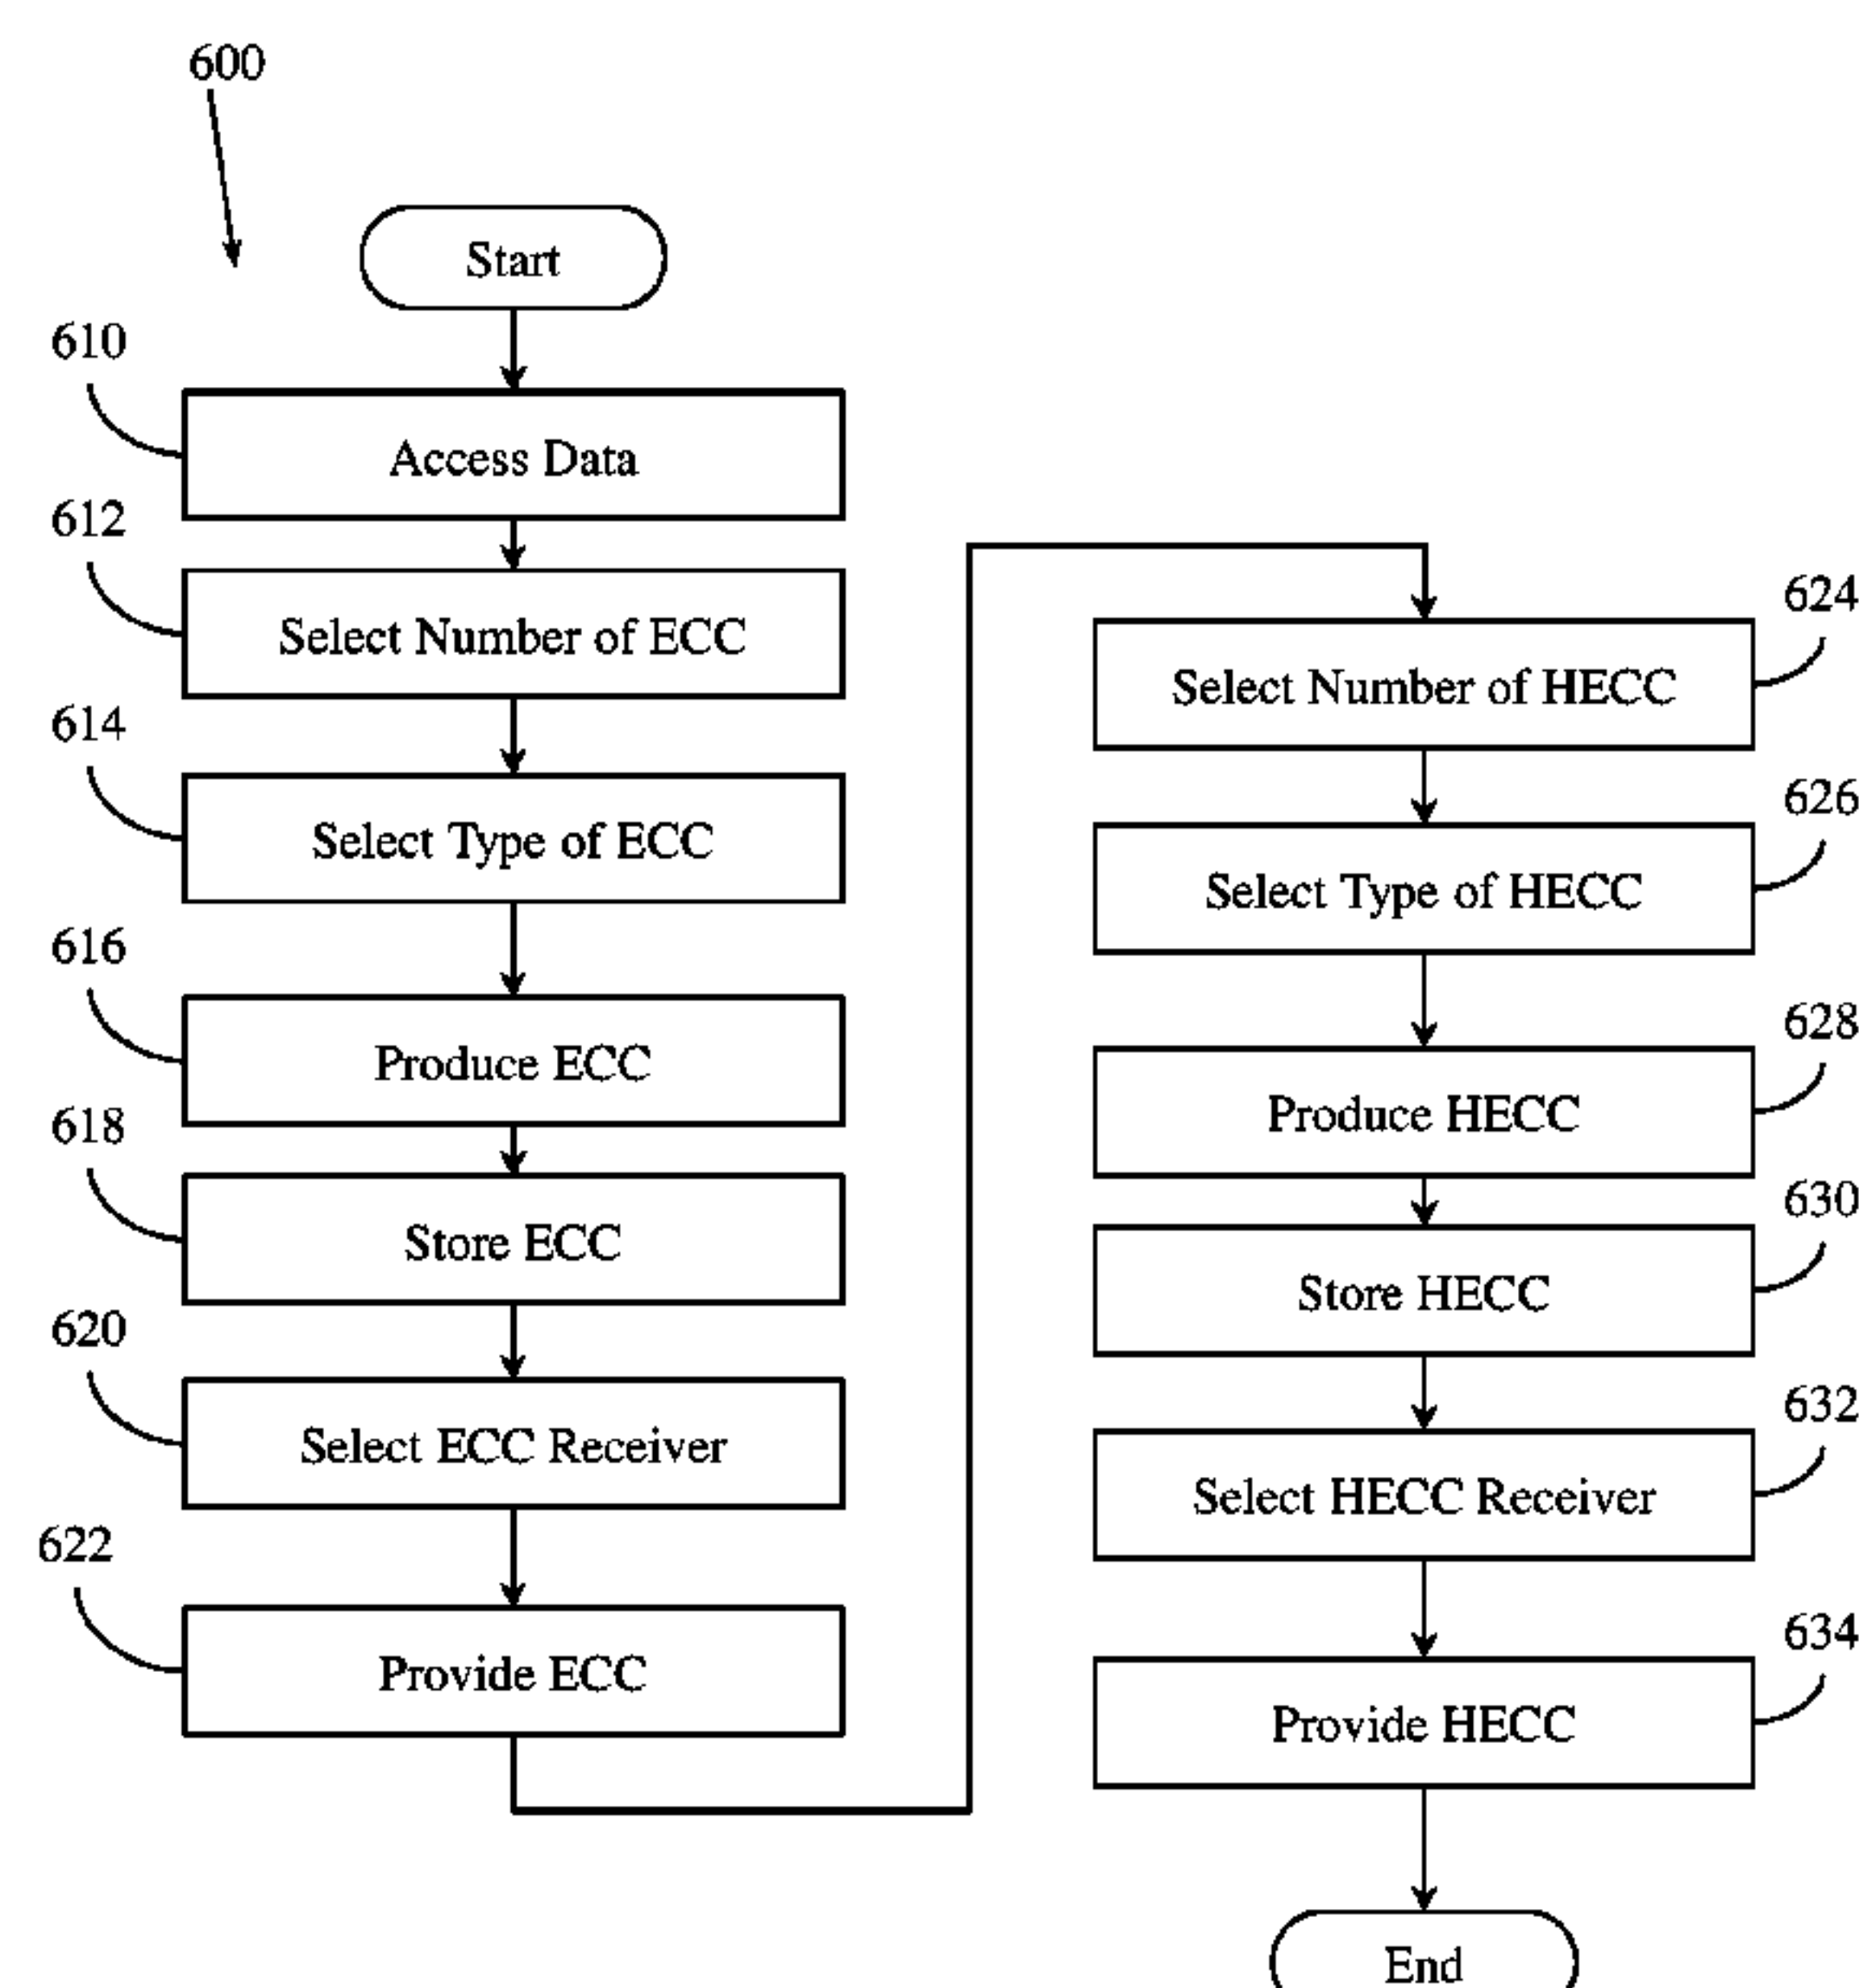 600
Start
610
Access Data
612
Select Number of ECC
614
Select Type of ECC
616
Produce ECC
618
Store ECC
620
Select ECC Receiver
622
Provide ECC
624
Select Number of HECC
626
Select Type of HECC
628
Produce HECC
630
Store HECC
632
Select HECC Receiver
634
Provide HECC
End